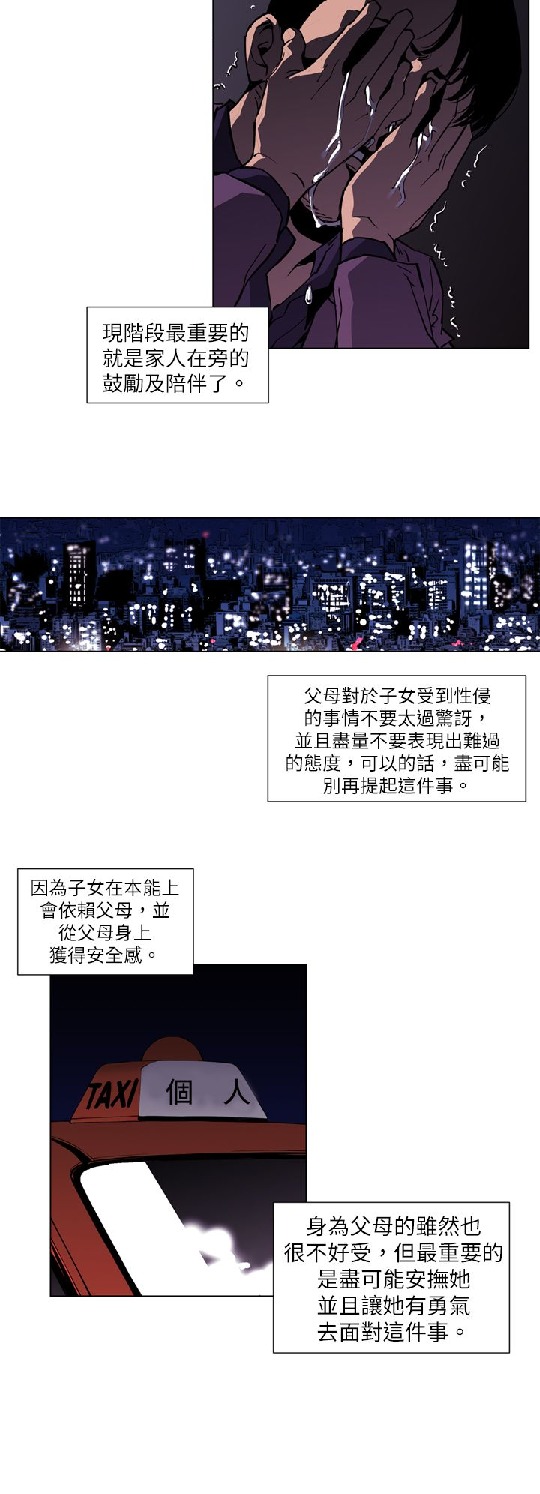 現階段最重要的
就是家人在旁的
鼓勵及陪伴了。
父母對於子女受到性侵
的事情不要太過驚訝，
並且盡量不要表現出難過
的態度，可以的話，盡可能
別再提起這件事。
因為子女在本能上
會依賴父母，並
從父母身上
獲得安全感。
TAXI 個 人
身為父母的雖然也
很不好受，但最重要的
是盡可能安撫她
並且讓她有勇氣
去面對這件事。